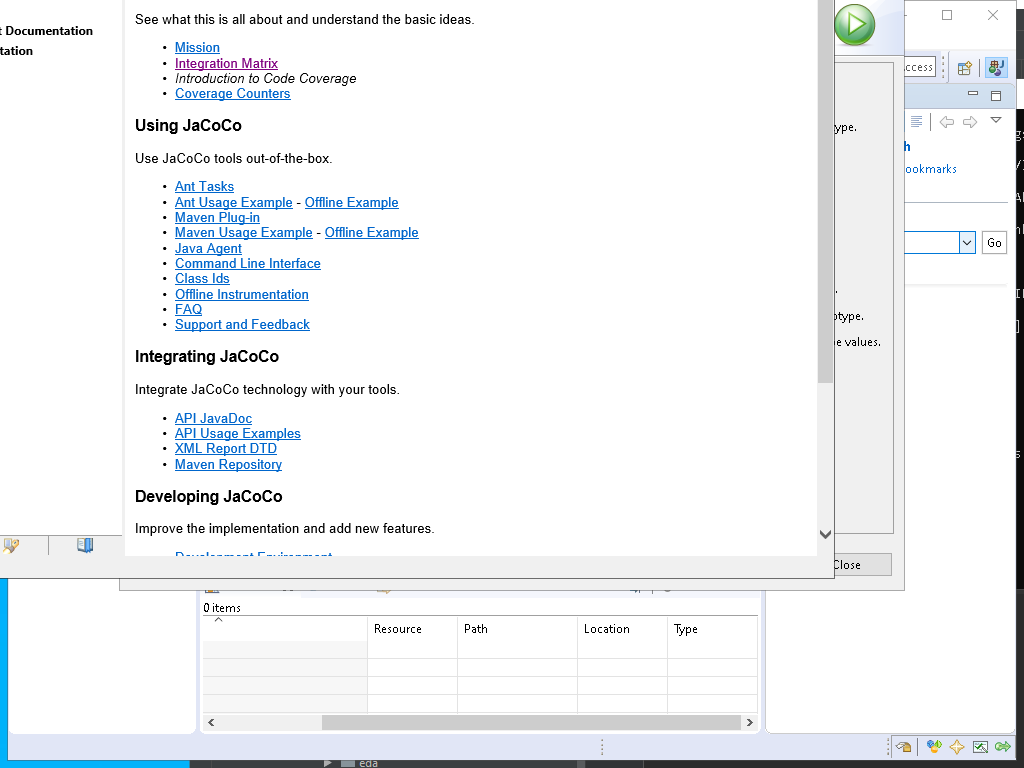 t Documentation
tation
See what this is all about and understand the basic ideas.
Mission
Integration Matrix
Introduction to Code Coverage
Coverage Counters
Using JaCoCo
Use JaCoCo tools out-of-the-box.
Ant Tasks
Ant Usage Example - Offline Example
Maven Plug-in
Maven Usage Example - Offline Example
Java Agent
Command Line Interface
Class Ids
Offline Instrumentation
FAQ
Support and Feedback
Integrating JaCoCo
Integrate JaCoCo technology with your tools.
API JavaDoc
API Usage Examples
XML Report DTD
Maven Repository
Developing JaCoCo
Improve the implementation and add new features.
Development Environment
ccess
ype.
h
ookmarks
Go
otype.
e values.
Close
0 items
Resource
Path
Location
Type
eda